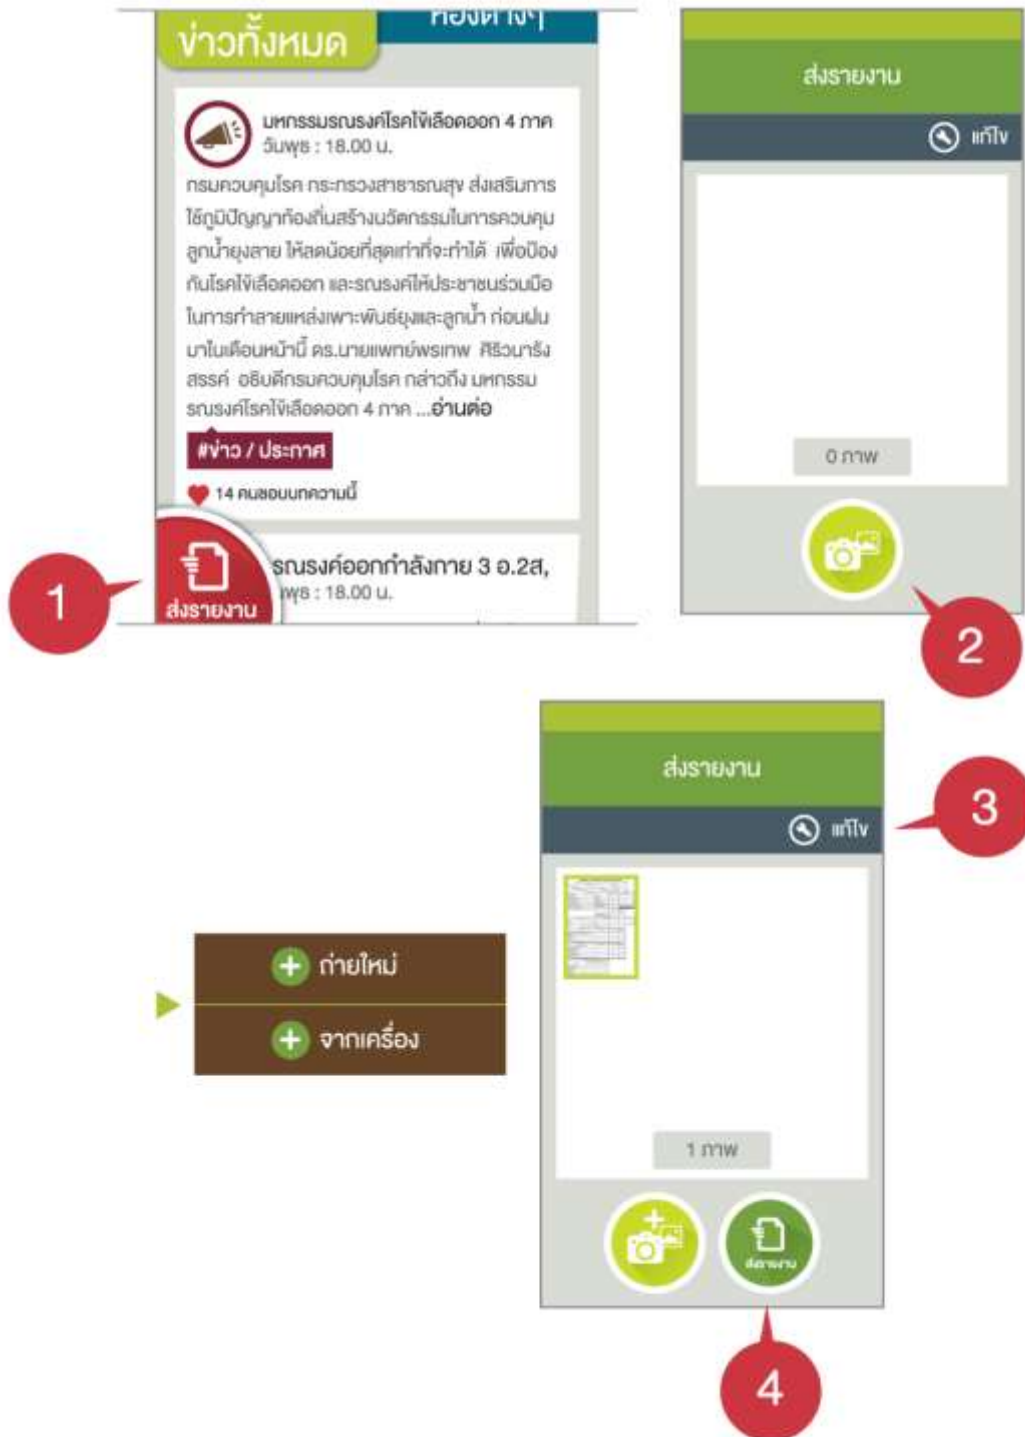 ข่าวทั้งหมด
ห้องต่างๆ
มหกรรมรณรงค์โรคไข้เลือดออก 4 ภาค
วันพุธ : 18.00 น.
กรมควบคุมโรค กระทรวงสาธารณสุข ส่งเสริมการ
ใช้ภูมิปัญญาท้องถิ่นสร้างนวัตกรรมในการควบคุม
ลูกน้ำยุงลาย ให้ลดน้อยที่สุดเท่าที่จะทำได้ เพื่อป้อง
กันโรคไข้เลือดออก และรณรงค์ให้ประชาชนร่วมมือ
ในการทำลายแหล่งเพาะพันธ์ยุงและลูกน้ำ ก่อนฝน
มาในเดือนหน้านี้ ดร.นายแพทย์พรเทพ ศิริวนารัง
สรรค์ อธิบดีกรมควบคุมโรค กล่าวถึง มหกรรม
รณรงค์โรคไข้เลือดออก 4 ภาค ...อ่านต่อ
#ข่าว / ประกาศ
14 คนชอบบทความนี้
รณรงค์ออกกำลังกาย 3 อ.2ส,
นพุธ : 18.00 น.
ส่งรายงาน
1
ส่งรายงาน
แก้ไข
0 ภาพ
2
ถ่ายใหม่
จากเครื่อง
ส่งรายงาน
แก้ไข
3
1 ภาพ
ส่งรายงาน
4